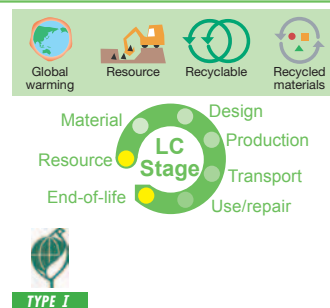 Global warming
Resource
Recyclable
Recycled materials
Material
Design
Production
Resource
LC
Stage
Transport
End-of-life
Use/repair
TYPE I